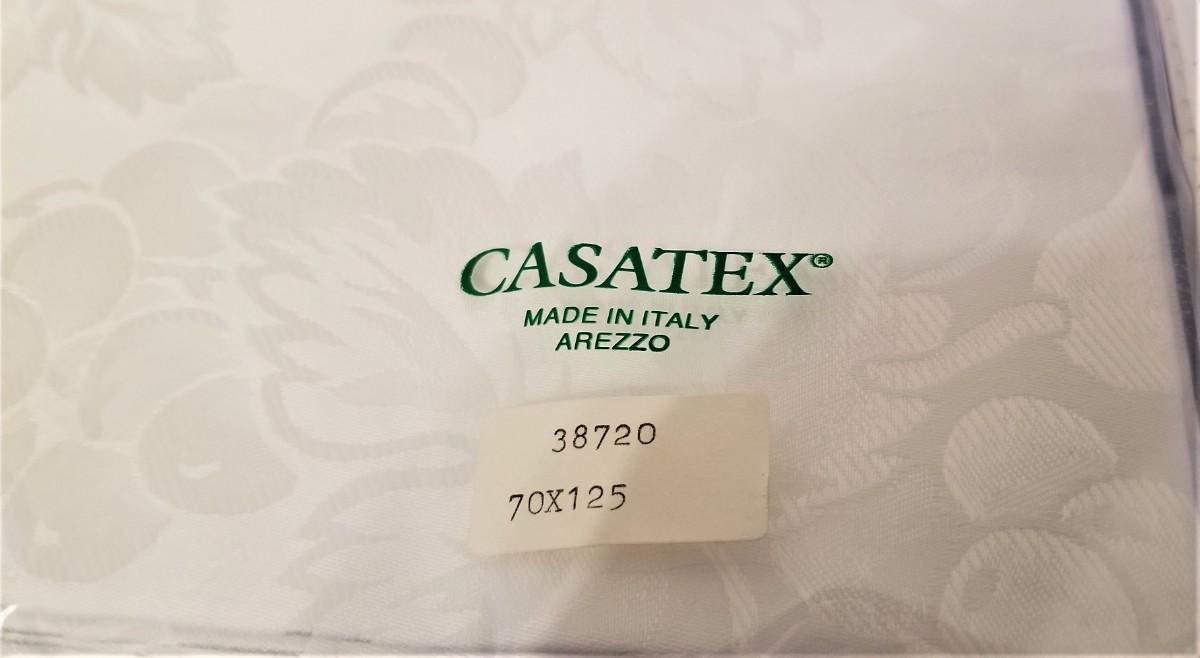 CASATEX®
MADE IN ITALY
AREZZO
38720
70X125